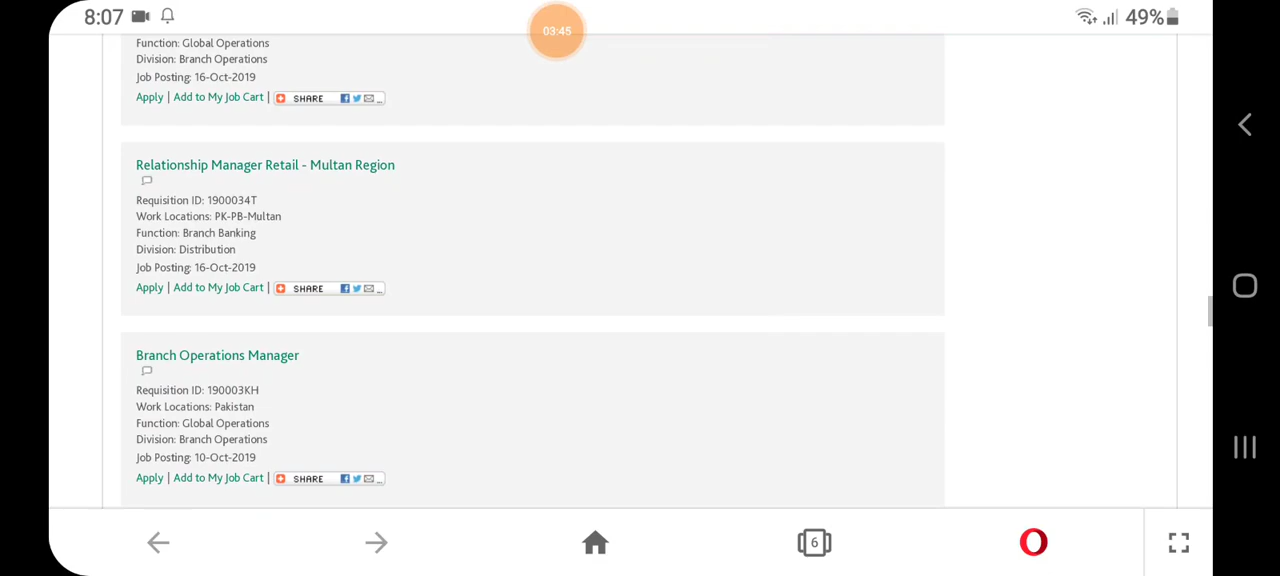 8:07
03:45
49%
Function: Global Operations
Division: Branch Operations
Job Posting: 16-Oct-2019
Apply | Add to My Job Cart | SHARE ...
Relationship Manager Retail - Multan Region
Requisition ID: 1900034T
Work Locations: PK-PB-Multan
Function: Branch Banking
Division: Distribution
Job Posting: 16-Oct-2019
Apply | Add to My Job Cart | SHARE ...
Branch Operations Manager
Requisition ID: 190003KH
Work Locations: Pakistan
Function: Global Operations
Division: Branch Operations
Job Posting: 10-Oct-2019
Apply | Add to My Job Cart | SHARE ...
6